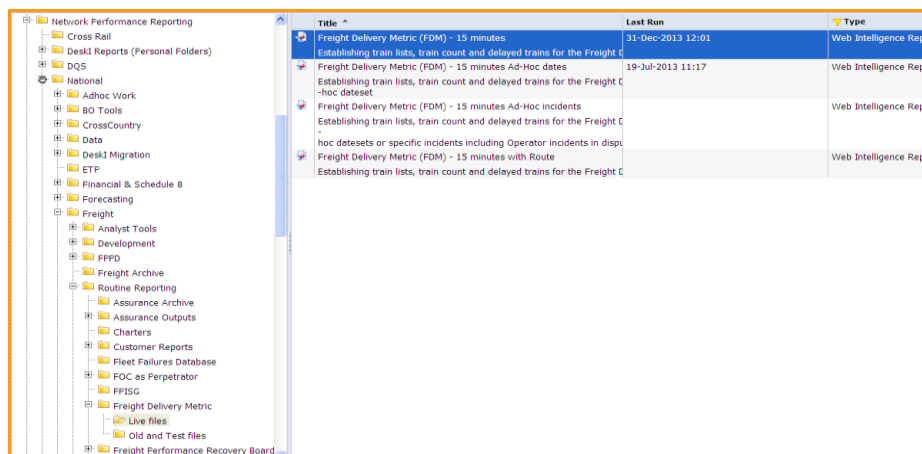 Network Performance Reporting
Cross Rail
DeskI Reports (Personal Folders)
DQS
National
Adhoc Work
BO Tools
CrossCountry
Data
DeskI Migration
ETP
Financial & Schedule 8
Forecasting
Freight
Analyst Tools
Development
FPPD
Freight Archive
Routine Reporting
Assurance Archive
Assurance Outputs
Charters
Customer Reports
Fleet Failures Database
FOC as Perpetrator
FPISG
Freight Delivery Metric
Live files
Old and Test files
Freight Performance Recovery Board
Title Last Run Type
Freight Delivery Metric (FDM) - 15 minutes 31-Dec-2013 12:01 Web Intelligence Rep
Establishing train lists, train count and delayed trains for the Freight D
Freight Delivery Metric (FDM) - 15 minutes Ad-Hoc dates 19-Jul-2013 11:17 Web Intelligence Rep
Establishing train lists, train count and delayed trains for the Freight D
-hoc dateset
Freight Delivery Metric (FDM) - 15 minutes Ad-Hoc incidents Web Intelligence Rep
Establishing train lists, train count and delayed trains for the Freight D
-
hoc datesets or specific incidents including Operator incidents in dispu
Freight Delivery Metric (FDM) - 15 minutes with Route Web Intelligence Rep
Establishing train lists, train count and delayed trains for the Freight D